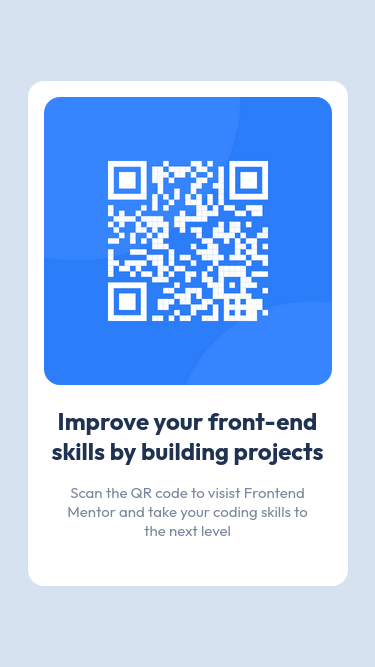 Improve your front-end
skills by building projects
Scan the QR code to visist Frontend
Mentor and take your coding skills to
the next level